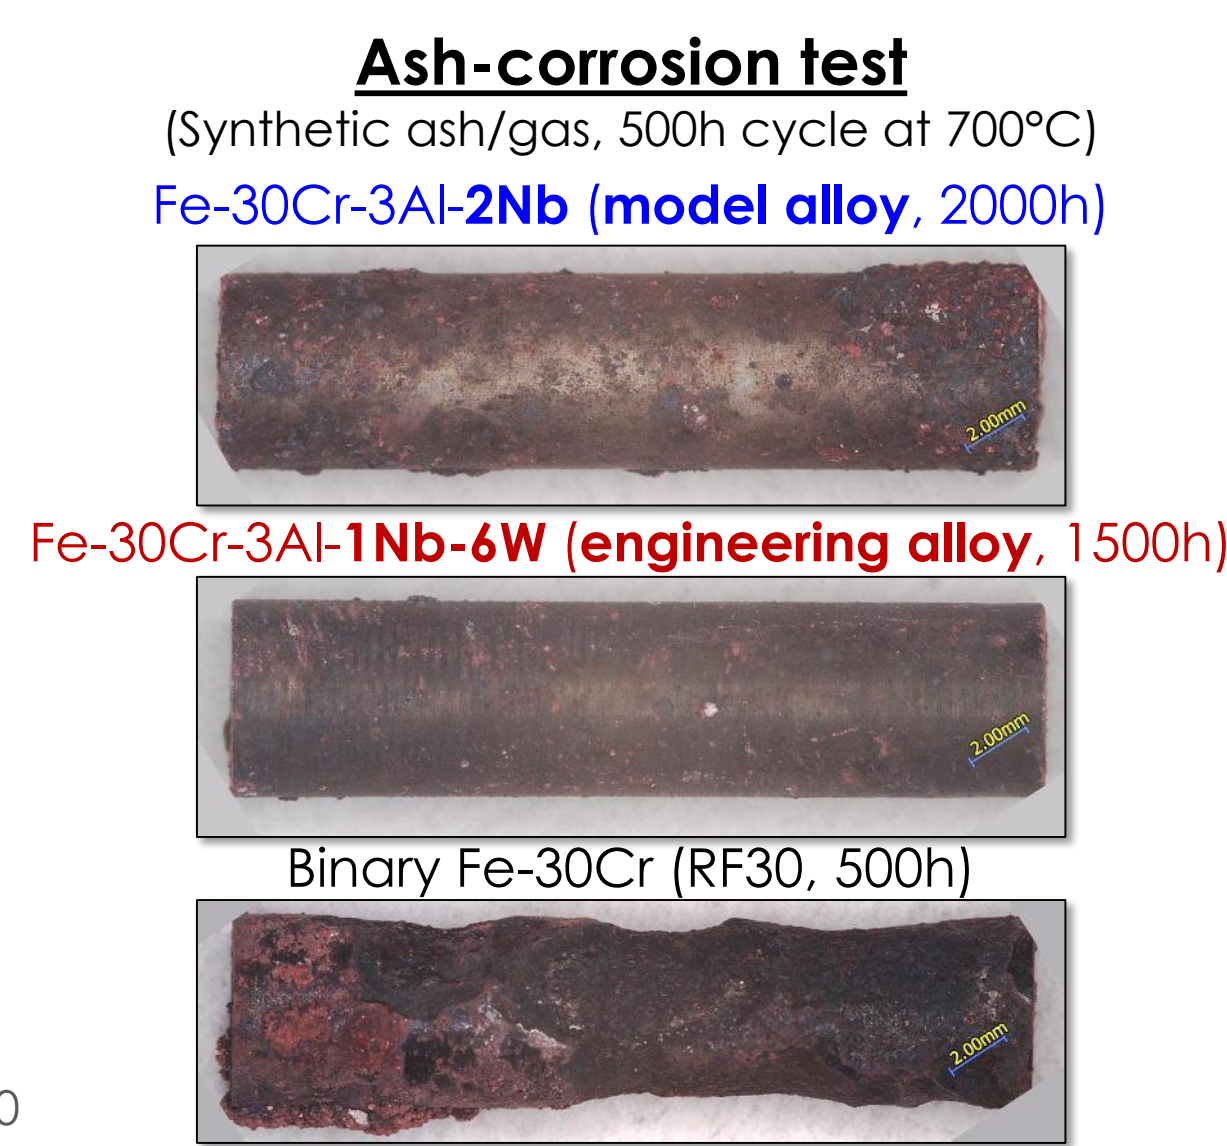 Ash-corrosion test
(Synthetic ash/gas, 500h cycle at 700°C)
Fe-30Cr-3Al-2Nb (model alloy, 2000h)
2.00mm
Fe-30Cr-3Al-1Nb-6W (engineering alloy, 1500h)
2.00mm
Binary Fe-30Cr (RF30, 500h)
2.00mm
0